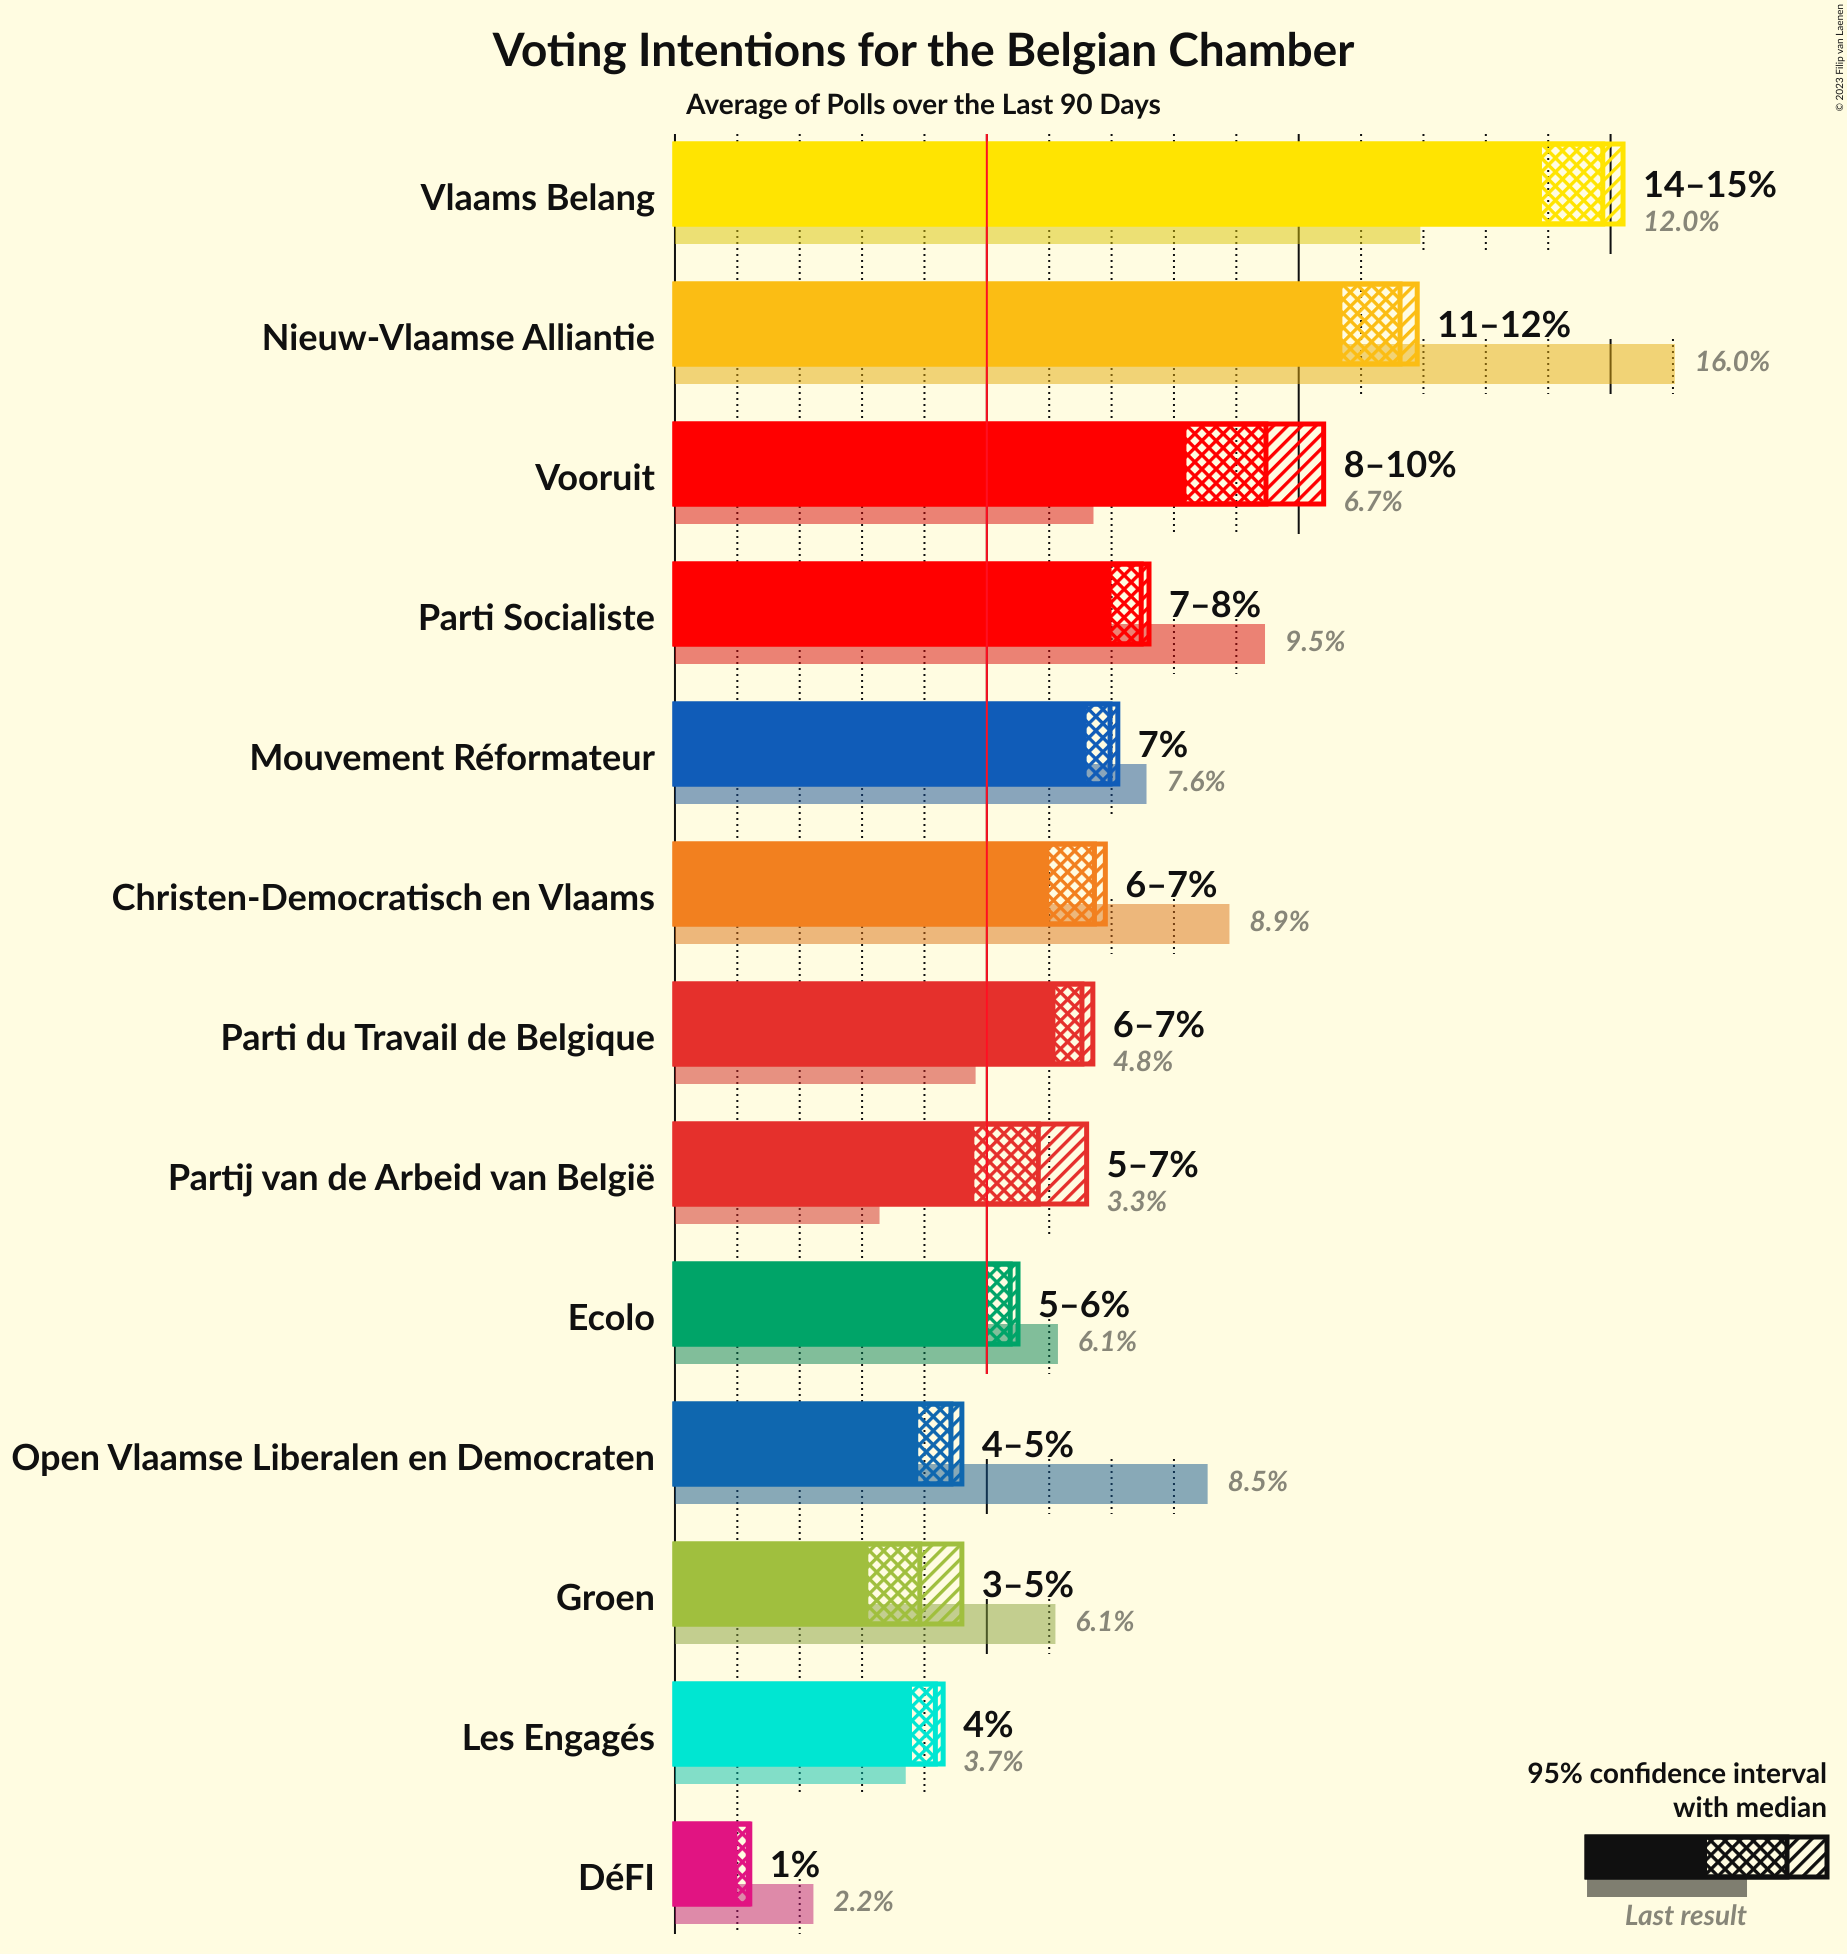 © 2023 Filip van Laenen
Voting Intentions for the Belgian Chamber
Average of Polls over the Last 90 Days
Vlaams Belang
14–15%
12.0%
Nieuw-Vlaamse Alliantie
11–12%
16.0%
Vooruit
8–10%
6.7%
Parti Socialiste
7–8%
9.5%
Mouvement Réformateur
7%
7.6%
Christen-Democratisch en Vlaams
6–7%
8.9%
Parti du Travail de Belgique
6–7%
4.8%
Partij van de Arbeid van België
5–7%
3.3%
Ecolo
5–6%
6.1%
Open Vlaamse Liberalen en Democraten
4–5%
8.5%
Groen
3–5%
6.1%
Les Engagés
4%
3.7%
DéFI
1%
2.2%
95% confidence interval
with median
Last result